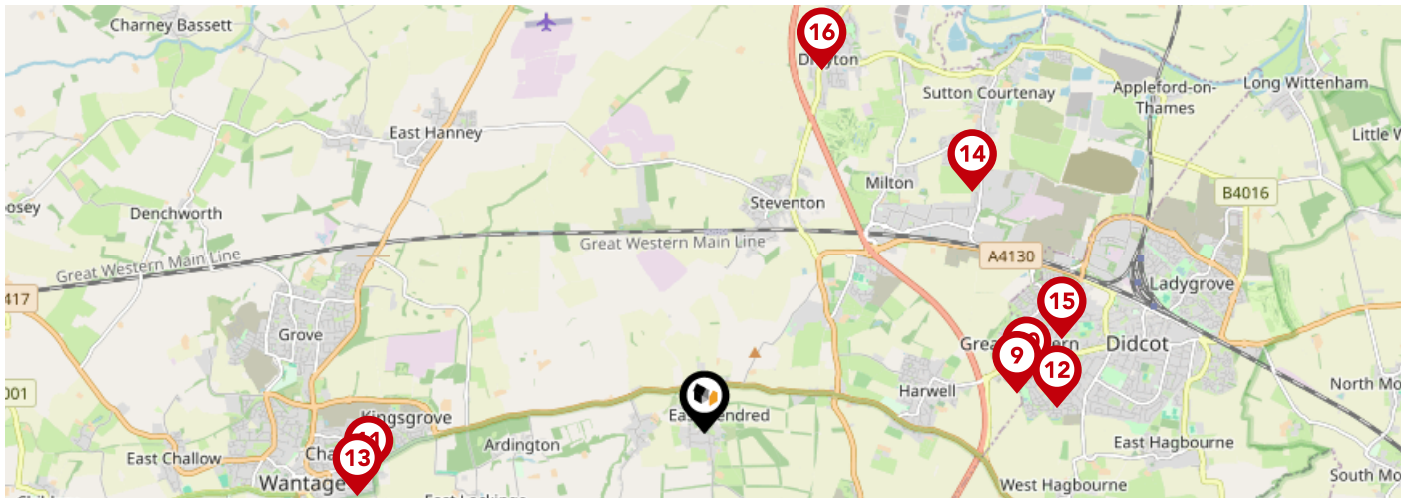 Charney Bassett
16
Sutton Courtenay
Appleford-on-
Thames
Long Wittenham
East Hanney
14
Milton
B4016
Denchworth
Steventon
Great Western Main Line
Great Western Main Line
A4130
Ladygrove
417
15
Grove
9
12
Didcot
Harwell
001
Kingsgrove
13
East Challow
Ardington
East Hagbourne
Wantage
West Hagbourne